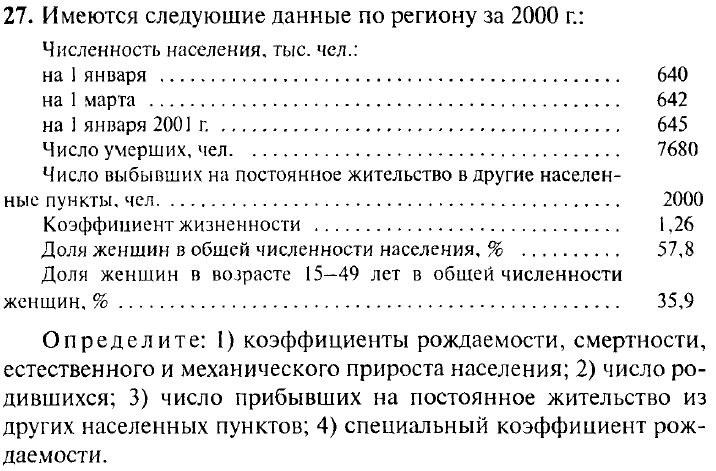 27. Имеются следующие данные по региону за 2000 г.:
Численность населения, тыс. чел.:
на 1 января ........................................ 640
на 1 марта ........................................ 642
на 1 января 2001 г. ................................... 645
Число умерших, чел. ................................ 7680
Число выбывших на постоянное жительство в другие населен-
ные пункты, чел. ...................................... 2000
Коэффициент жизненности ........................... 1,26
Доля женщин в общей численности населения, % .......... 57,8
Доля женщин в возрасте 15—49 лет в общей численности
женщин, % .......................................... 35,9
Определите: 1) коэффициенты рождаемости, смертности,
естественного и механического прироста населения; 2) число ро-
дившихся; 3) число прибывших на постоянное жительство из
других населенных пунктов; 4) специальный коэффициент рож-
даемости.